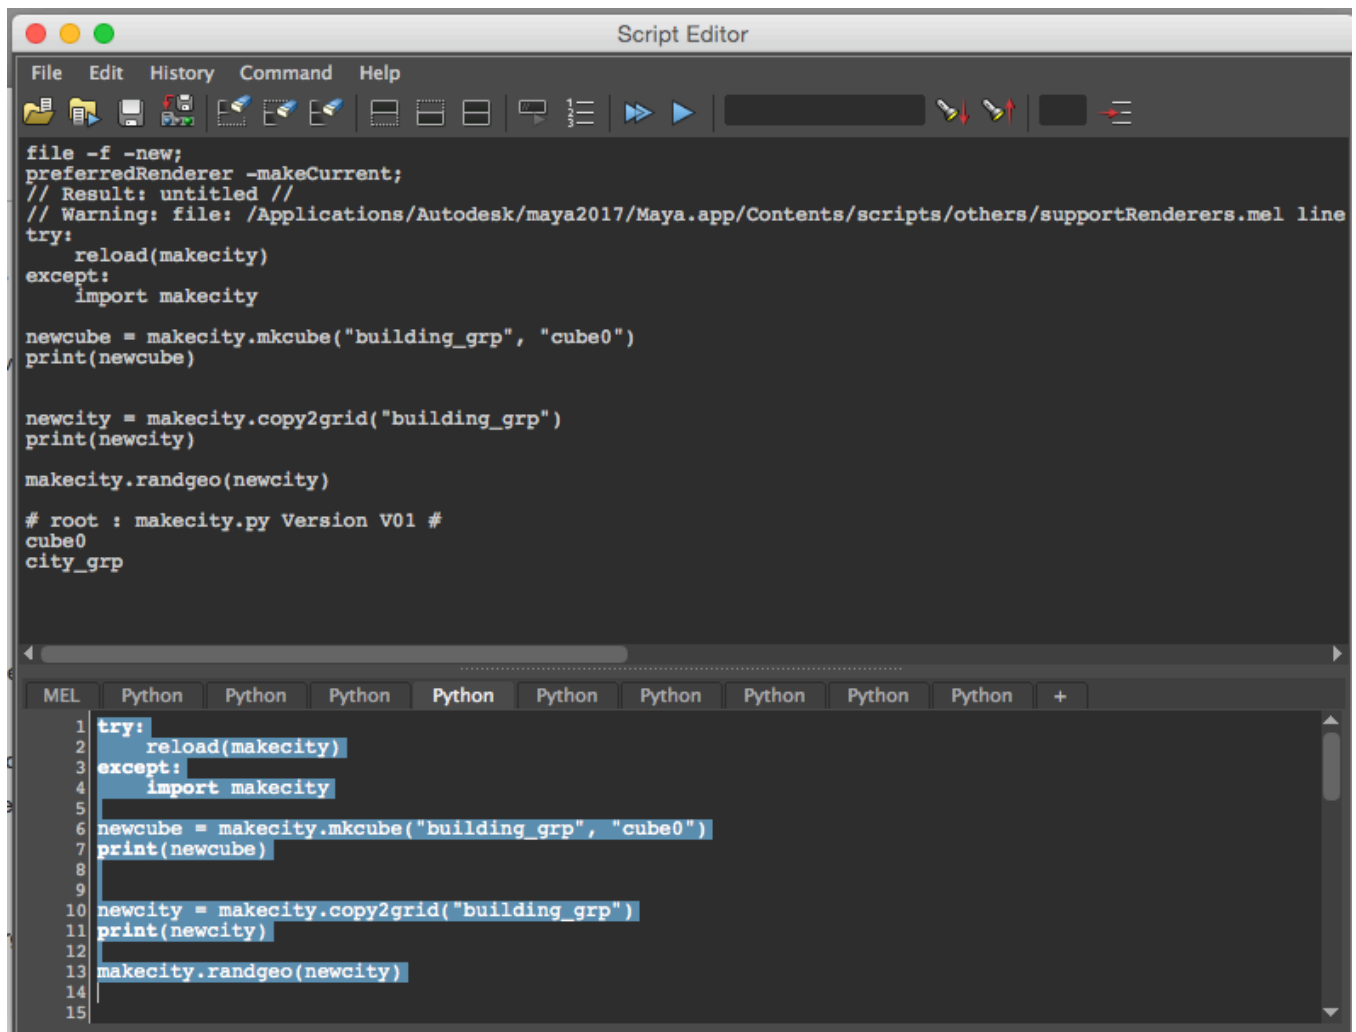 Script Editor
File Edit History Command Help
file -f -new;
preferredRenderer -makeCurrent;
// Result: untitled //
// Warning: file: /Applications/Autodesk/maya2017/Maya.app/Contents/scripts/others/supportRenderers.mel line
try:
    reload(makecity)
except:
    import makecity
newcube = makecity.mkcube("building_grp", "cube0")
print(newcube)
newcity = makecity.copy2grid("building_grp")
print(newcity)
makecity.randgeo(newcity)
# root : makecity.py Version V01 #
cube0
city_grp
MEL Python Python Python Python Python Python Python Python Python +
1 try:
2     reload(makecity)
3 except:
4     import makecity
5
6 newcube = makecity.mkcube("building_grp", "cube0")
7 print(newcube)
8
9
10 newcity = makecity.copy2grid("building_grp")
11 print(newcity)
12
13 makecity.randgeo(newcity)
14
15